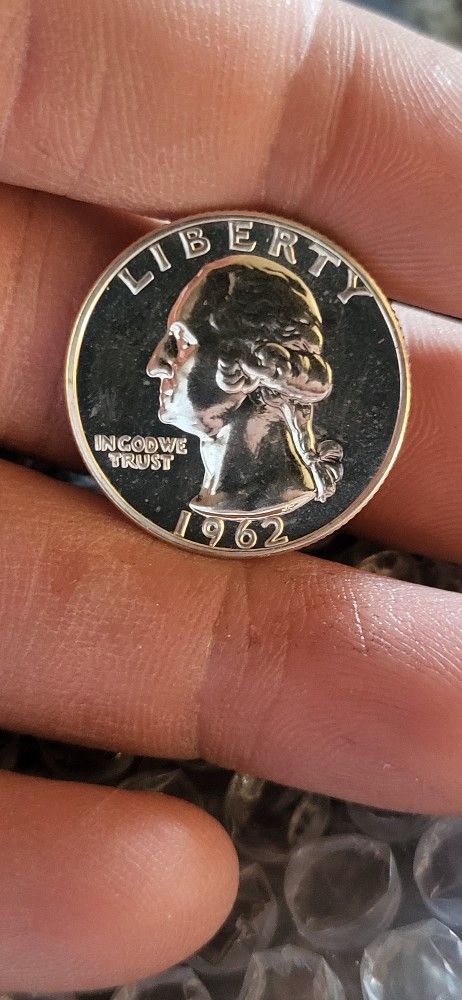 LIBERTY
IN GOD WE
TRUST
1962